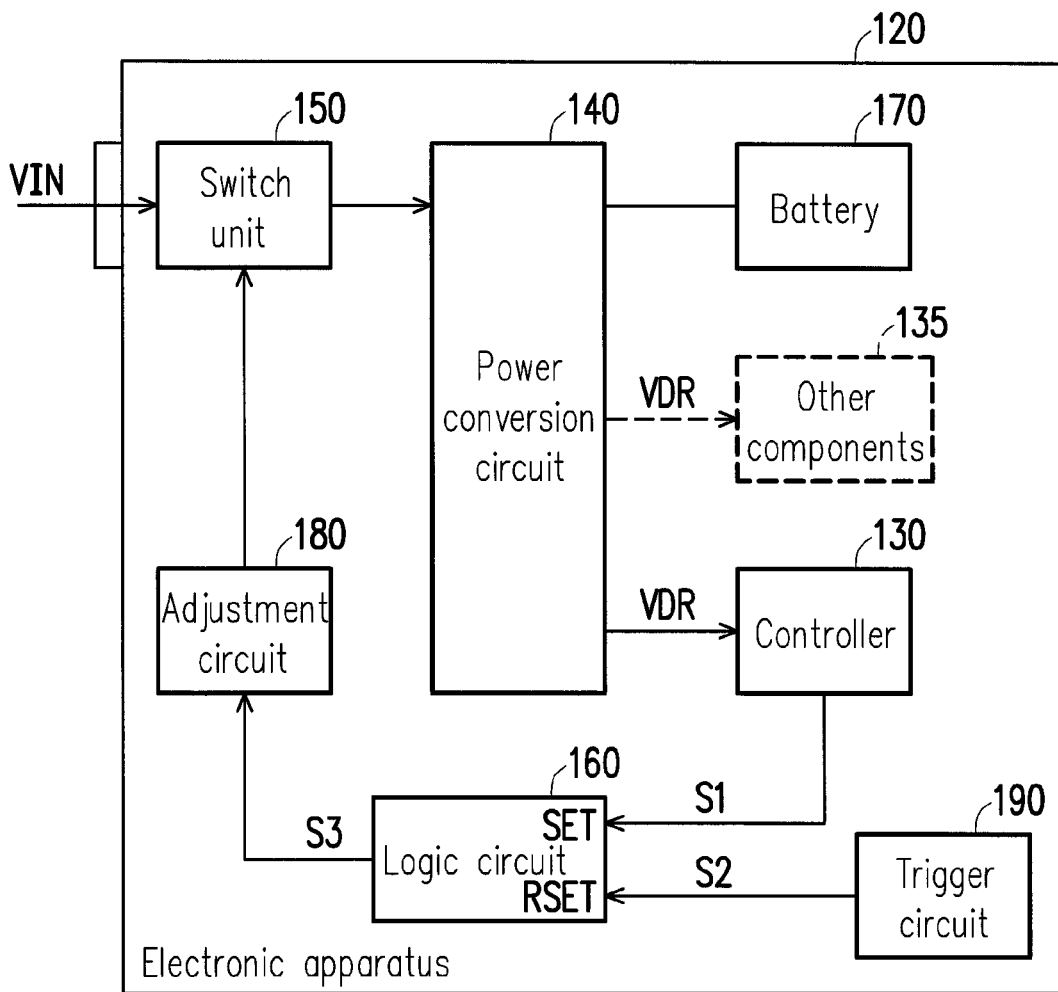 120
150
140
170
VIN
Switch
unit
Battery
135
Power
conversion
circuit
VDR
Other
components
180
130
Adjustment
circuit
VDR
Controller
160
S3
SET
S1
190
Logic circuit
RSET
S2
Trigger
circuit
Electronic apparatus